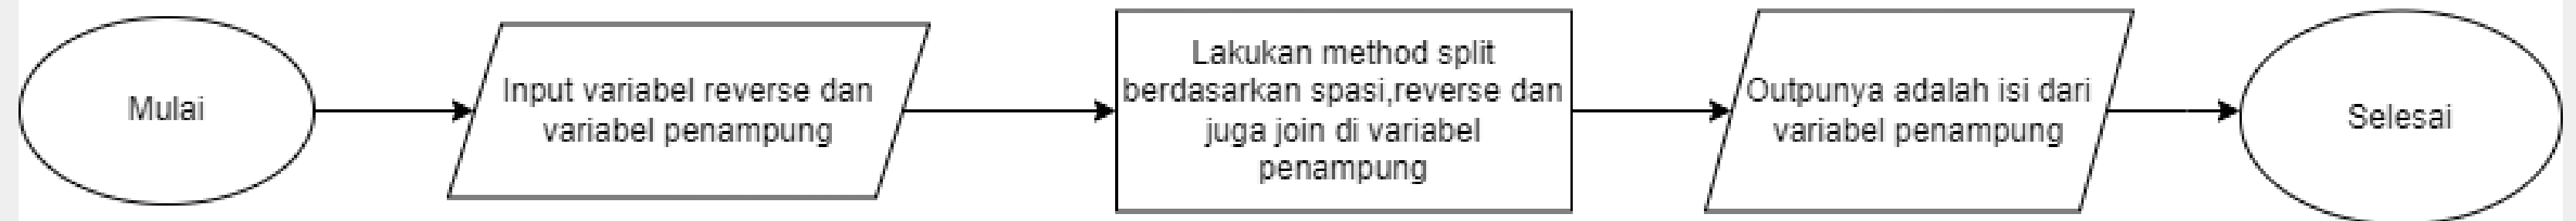 Mulai
Input variabel reverse dan
variabel penampung
Lakukan method split
berdasarkan spasi,reverse dan
juga join di variabel
penampung
Outpunya adalah isi dari
variabel penampung
Selesai